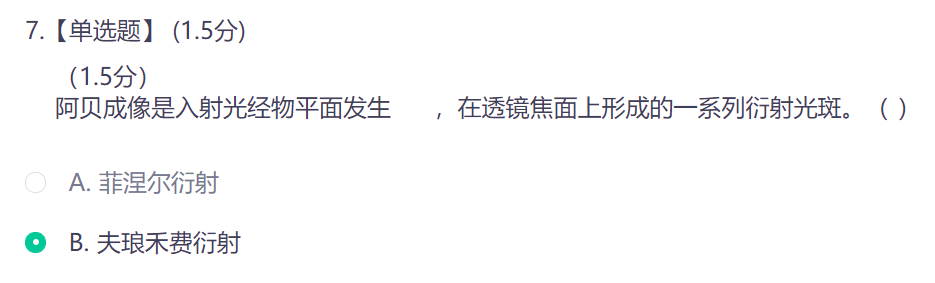 7.【单选题】 (1.5分)
（1.5分）
阿贝成像是入射光经物平面发生      ，在透镜焦面上形成的一系列衍射光斑。（ ）
A. 菲涅尔衍射
B. 夫琅禾费衍射